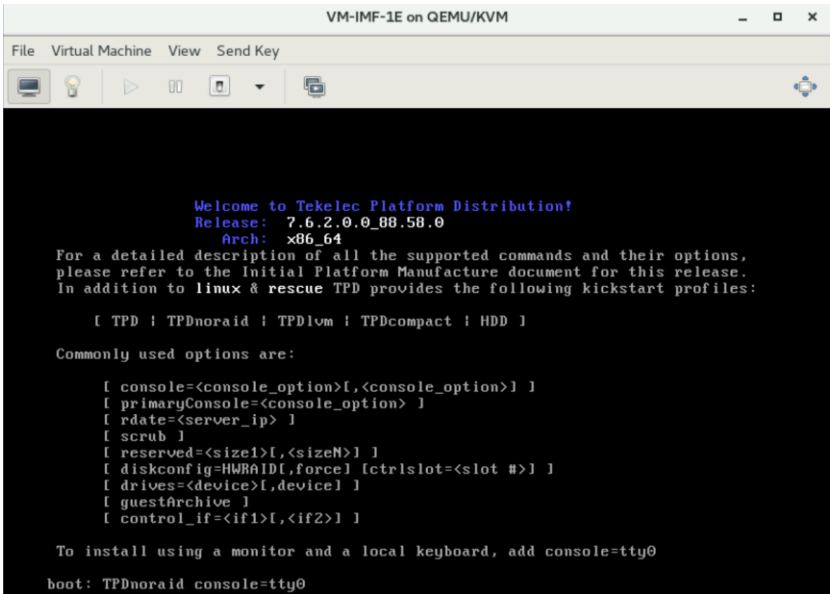 VM-IMF-1E on QEMU/KVM
File Virtual Machine View Send Key
Welcome to Tekelec Platform Distribution!
Release: 7.6.2.0.0_88.58.0
Arch: x86_64
For a detailed description of all the supported commands and their options,
please refer to the Initial Platform Manufacture document for this release.
In addition to linux & rescue TPD provides the following kickstart profiles:
[ TPD | TPDnoraid | TPDlvm | TPDcompact | HDD ]
Commonly used options are:
[ console=<console_option>[,<console_option>] ]
[ primaryConsole=<console_option> ]
[ rdate=<server_ip> ]
[ scrub ]
[ reserved=<size1>[,<sizeN>] ]
[ diskconfig=HWRAID[,force] [ctrlslot=<slot #>] ]
[ drives=<device>[,device] ]
[ guestArchive ]
[ control_if=<if1>[,<if2>] ]
To install using a monitor and a local keyboard, add console=tty0
boot: TPDnoraid console=tty0